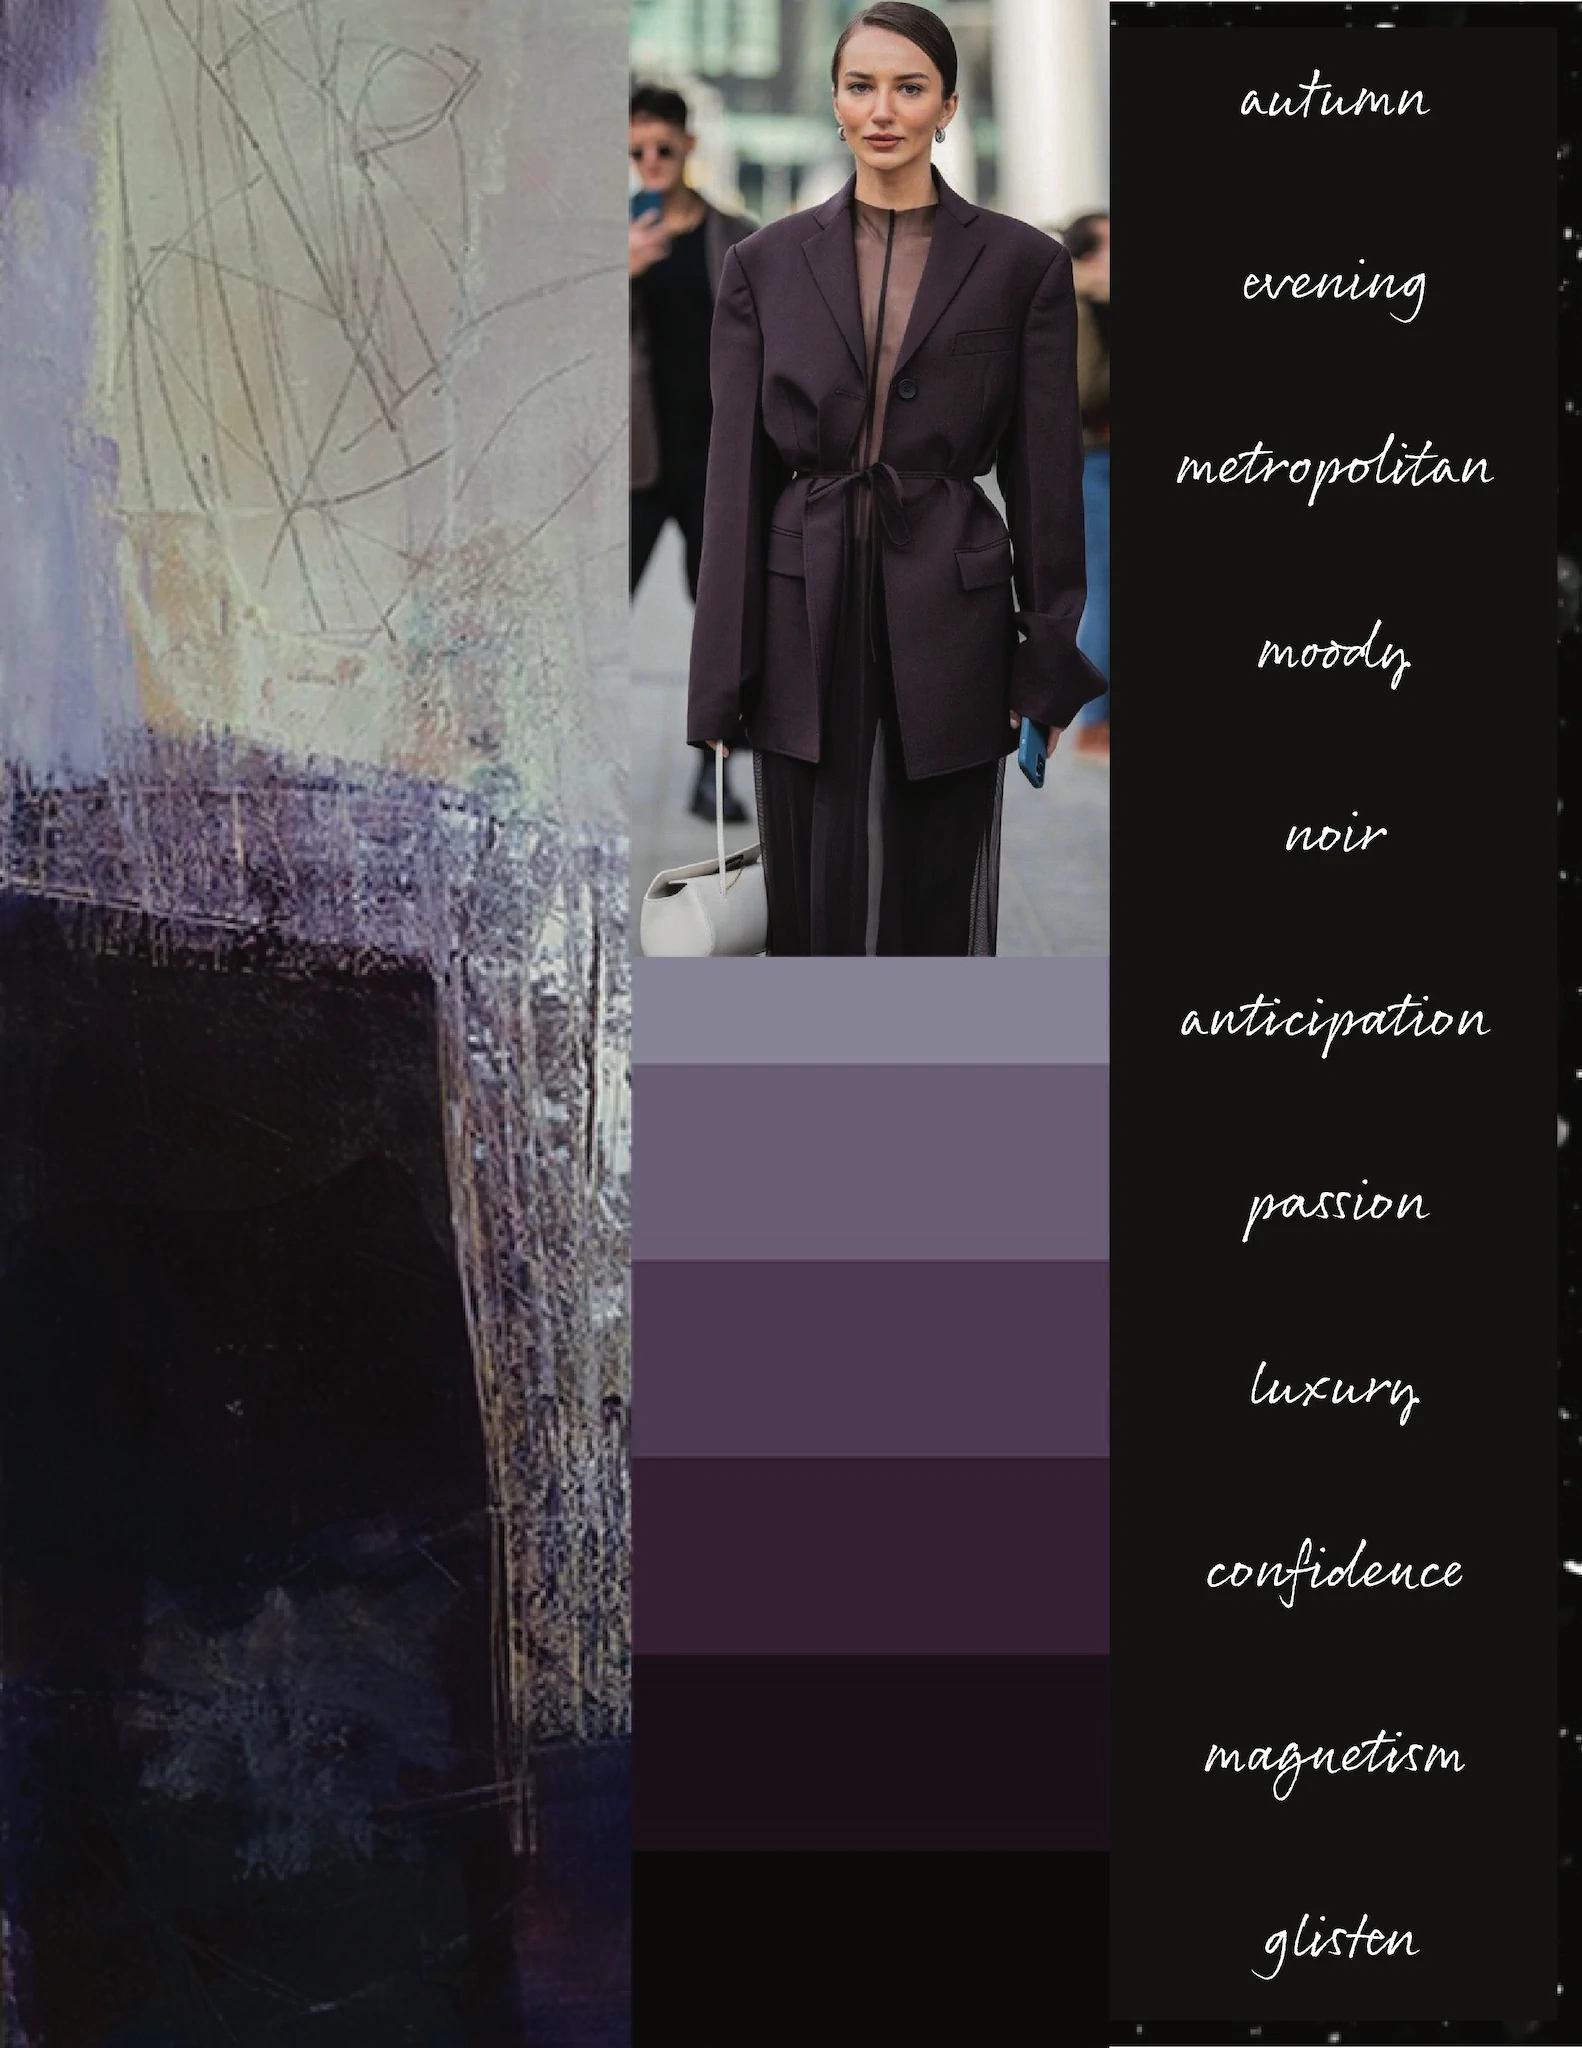 autumn
evening
metropolitan
moody
noir
anticipation
passion
luxury
confidence
magnetism
glisten